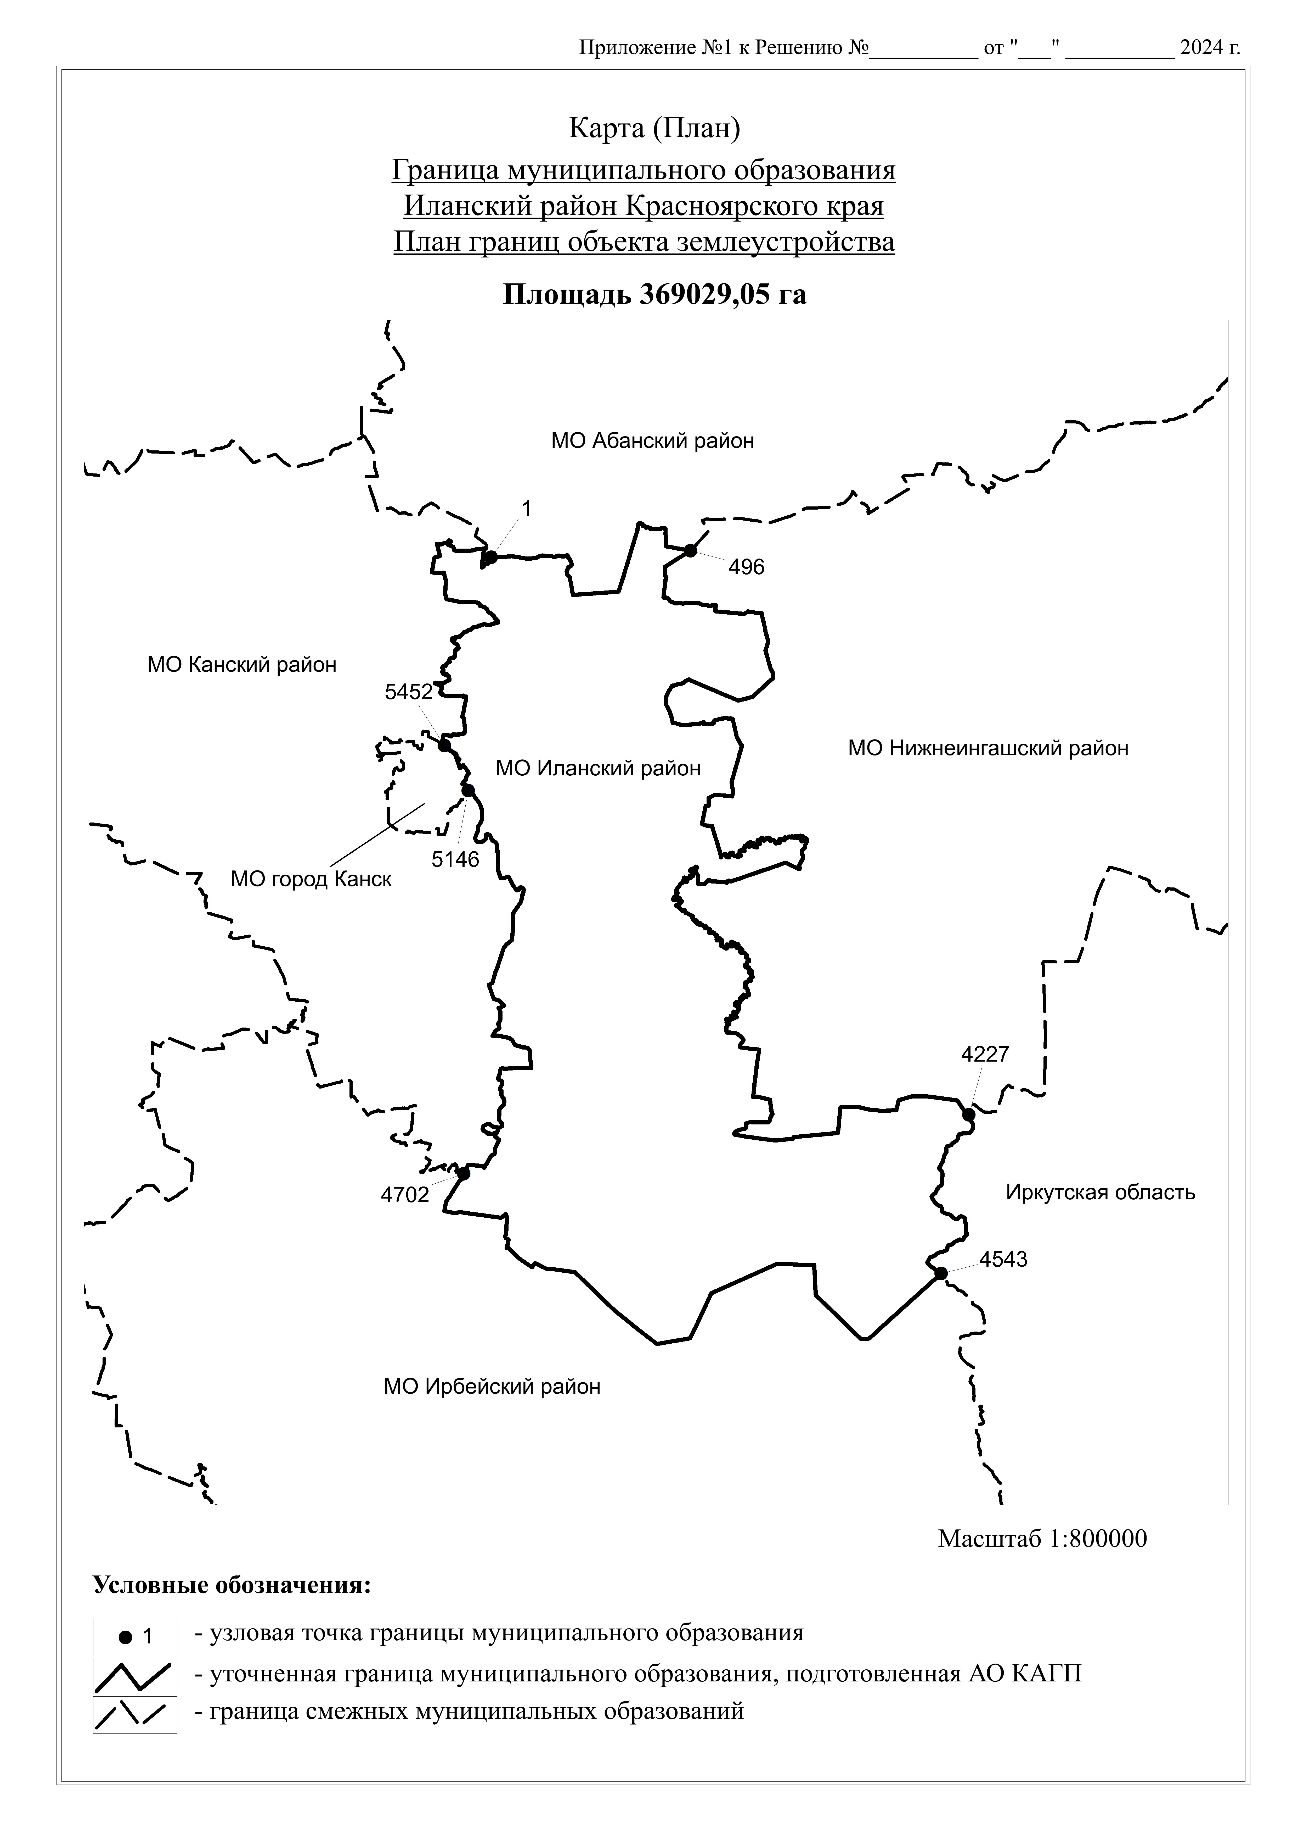 Приложение №1 к Решению №__________ от "___" __________ 2024 г.
Карта (План)
Граница муниципального образования
Иланский район Красноярского края
План границ объекта землеустройства
Площадь 369029,05 га
МО Абанский район
1
496
МО Канский район
5452
МО Нижнеингашский район
МО Иланский район
5146
МО город Канск
4227
4702
Иркутская область
4543
МО Ирбейский район
Масштаб 1:800000
Условные обозначения:
1 - узловая точка границы муниципального образования
- уточненная граница муниципального образования, подготовленная АО КАГП
- граница смежных муниципальных образований